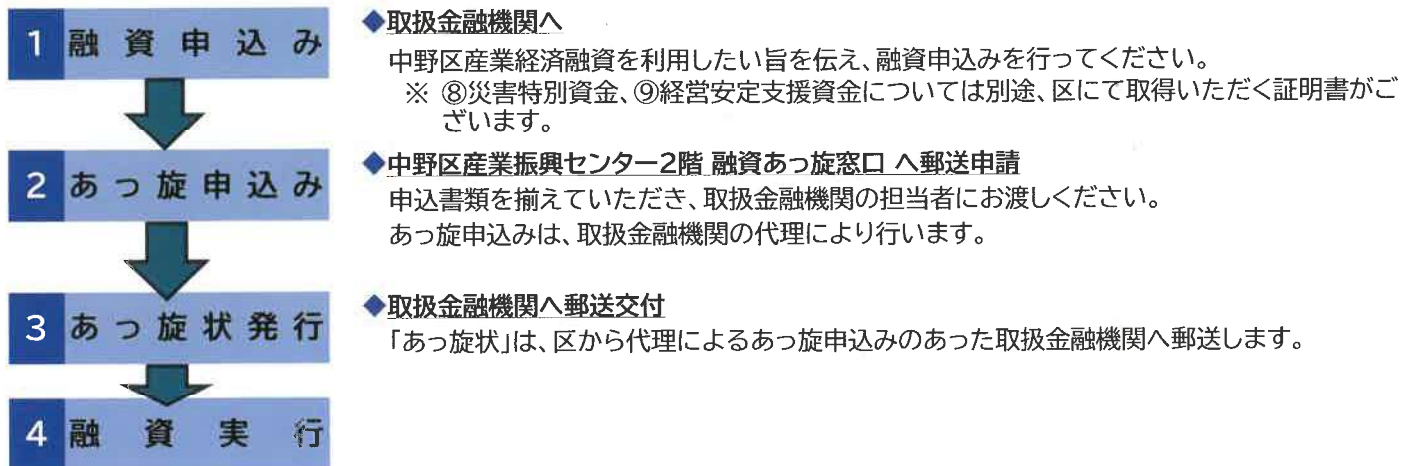 1 融資申込み
◆取扱金融機関へ
中野区産業経済融資を利用したい旨を伝え、融資申込みを行ってください。
※ ⑧災害特別資金、⑨経営安定支援資金については別途、区にて取得いただく証明書がご
ざいます。
2 あっ旋申込み
◆中野区産業振興センター2階 融資あっ旋窓口 へ郵送申請
申込書類を揃えていただき、取扱金融機関の担当者にお渡しください。
あっ旋申込みは、取扱金融機関の代理により行います。
3 あっ旋状発行
◆取扱金融機関へ郵送交付
「あっ旋状」は、区から代理によるあっ旋申込みのあった取扱金融機関へ郵送します。
4 融資実行